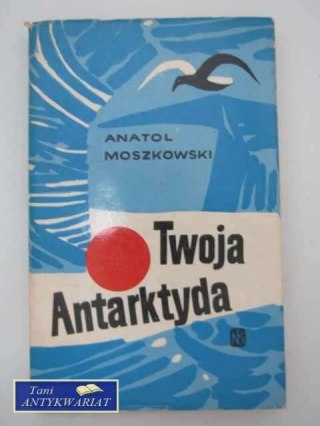 ANATOL
MOSZKOWSKI
Twoja
Antarktyda
Tani
ANTYKWARIAT